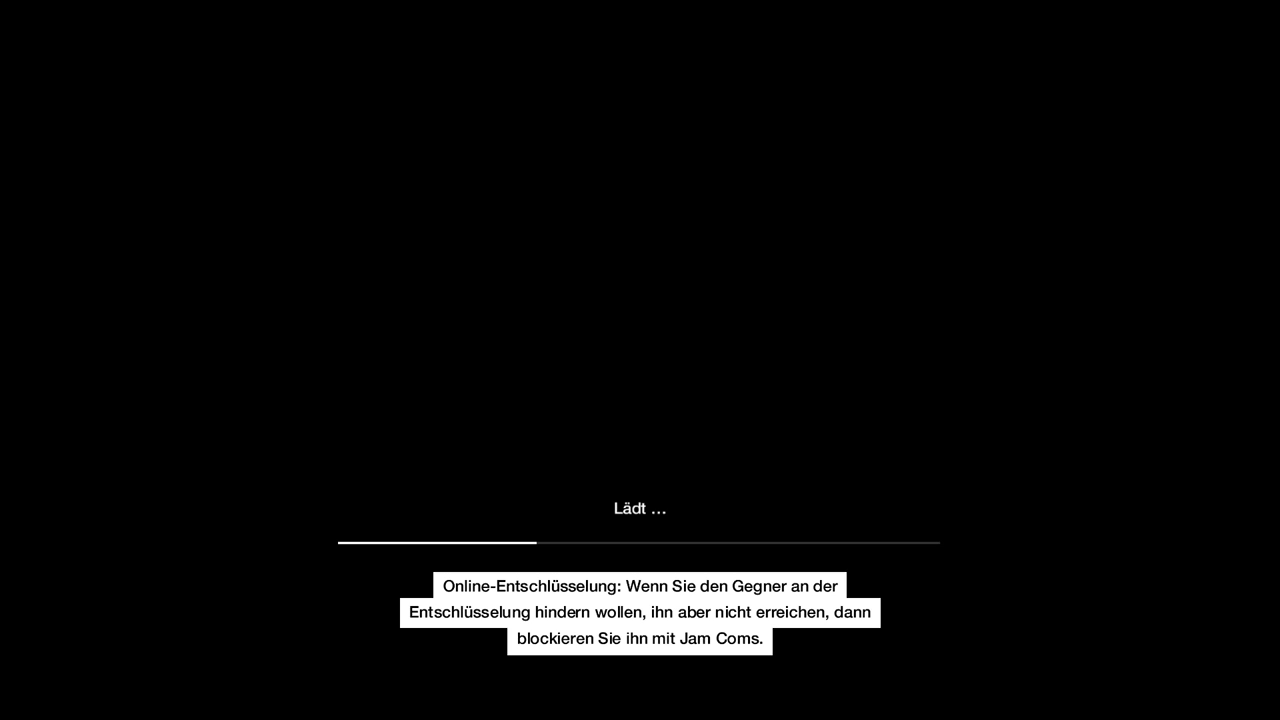 Lädt …
Online-Entschlüsselung: Wenn Sie den Gegner an der
Entschlüsselung hindern wollen, ihn aber nicht erreichen, dann
blockieren Sie ihn mit Jam Coms.